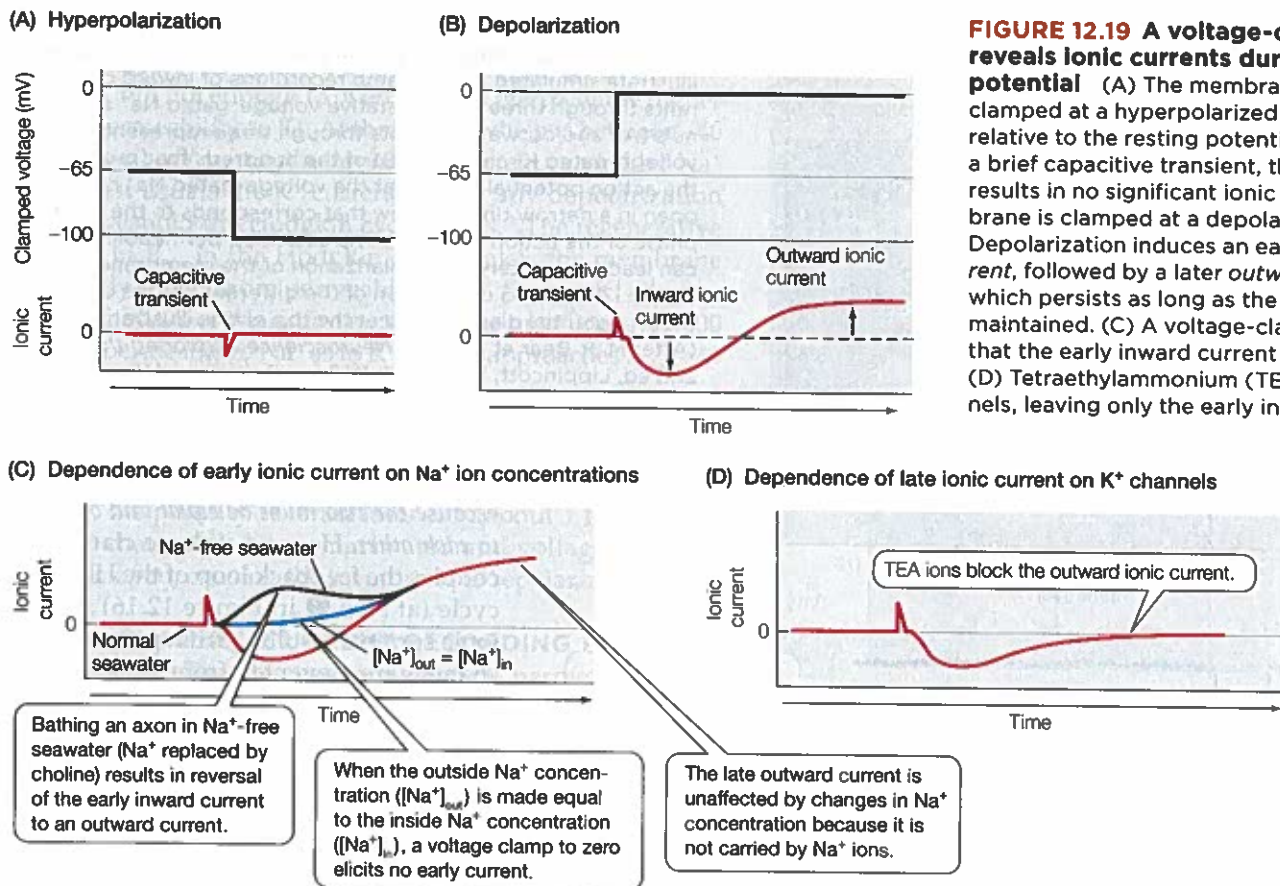 (A) Hyperpolarization
Clamped voltage (mV)
0
−65
−100
Capacitive
transient
Ionic
current
0
Time
(B) Depolarization
0
−65
−100
Capacitive
transient
Inward ionic
current
Outward ionic
current
0
Time
FIGURE 12.19 A voltage-c
reveals ionic currents dur
potential (A) The membra
clamped at a hyperpolarized
relative to the resting potenti
a brief capacitive transient, th
results in no significant ionic
brane is clamped at a depola
Depolarization induces an ea
rent, followed by a later outw
which persists as long as the
maintained. (C) A voltage-cla
that the early inward current
(D) Tetraethylammonium (TE
nels, leaving only the early in
(C) Dependence of early ionic current on Na⁺ ion concentrations
Ionic
current
0
Na⁺-free seawater
Normal
seawater
[Na⁺]out = [Na⁺]in
Time
Bathing an axon in Na⁺-free
seawater (Na⁺ replaced by
choline) results in reversal
of the early inward current
to an outward current.
When the outside Na⁺ concen-
tration ([Na⁺]out) is made equal
to the inside Na⁺ concentration
([Na⁺]in), a voltage clamp to zero
elicits no early current.
The late outward current is
unaffected by changes in Na⁺
concentration because it is
not carried by Na⁺ ions.
(D) Dependence of late ionic current on K⁺ channels
Ionic
current
0
TEA ions block the outward ionic current.
Time